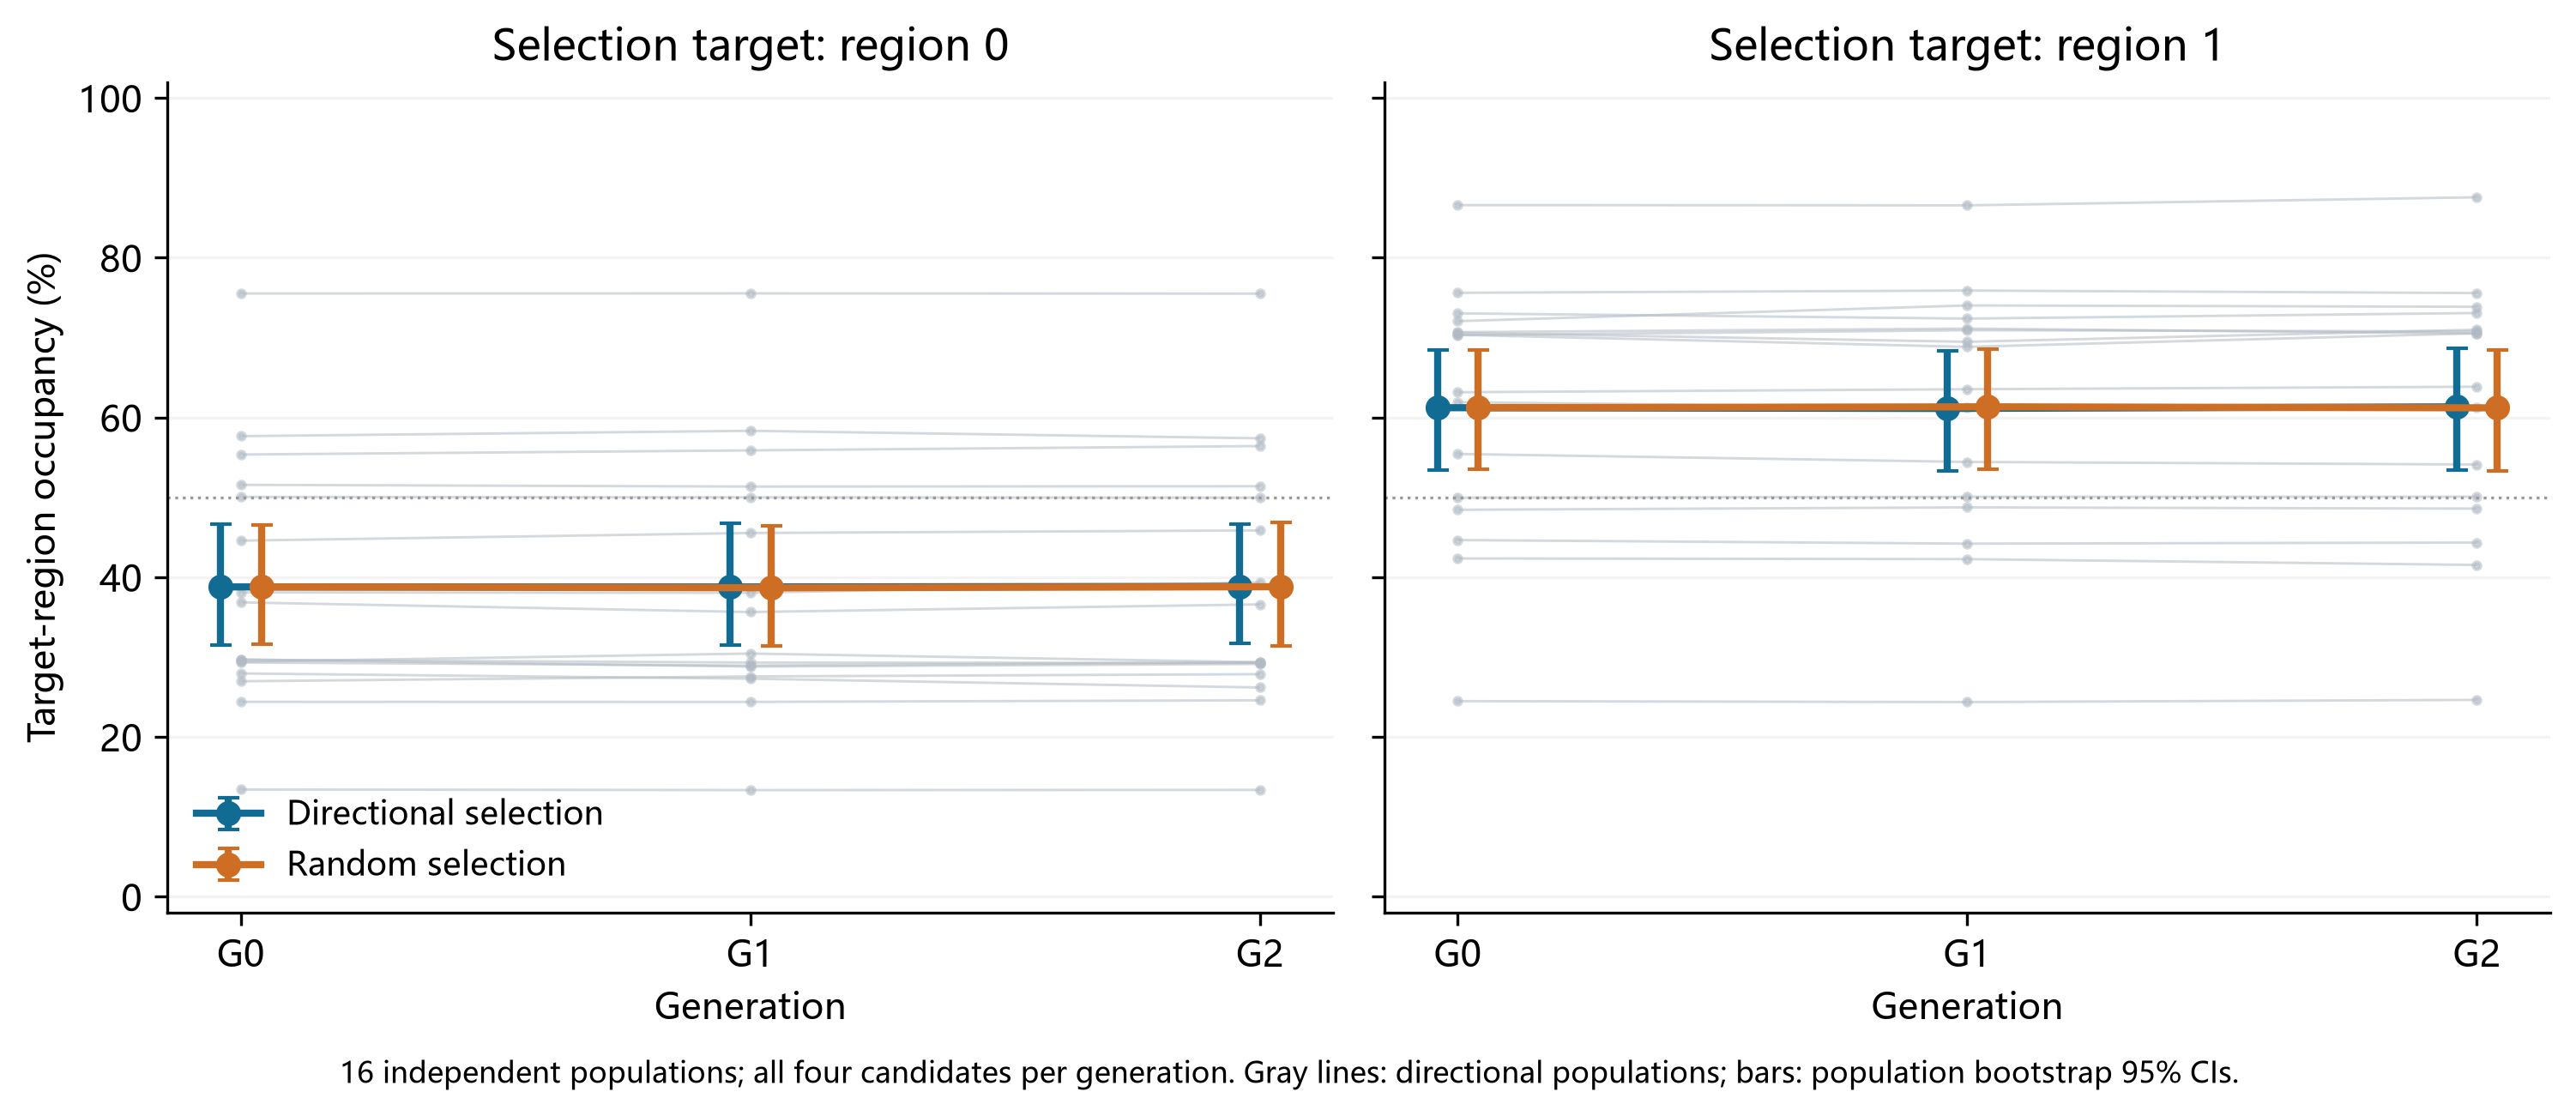 Selection target: region 0
Selection target: region 1
Target-region occupancy (%)
100
80
60
40
20
0
Directional selection
Random selection
G0
G1
G2
G0
G1
G2
Generation
Generation
16 independent populations; all four candidates per generation. Gray lines: directional populations; bars: population bootstrap 95% CIs.